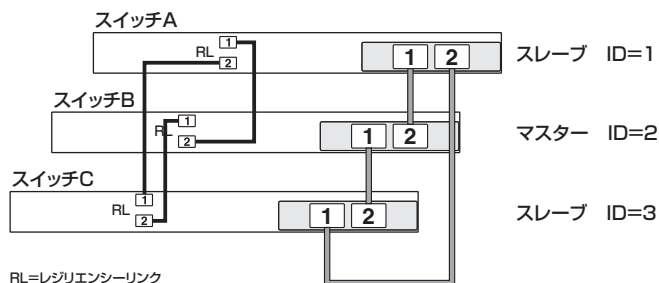 スイッチA
RL
1
2
1 2
スレーブ ID=1
スイッチB
RL
1
2
1 2
マスター ID=2
スイッチC
RL
1
2
1 2
スレーブ ID=3
RL=レジリエンシーリンク